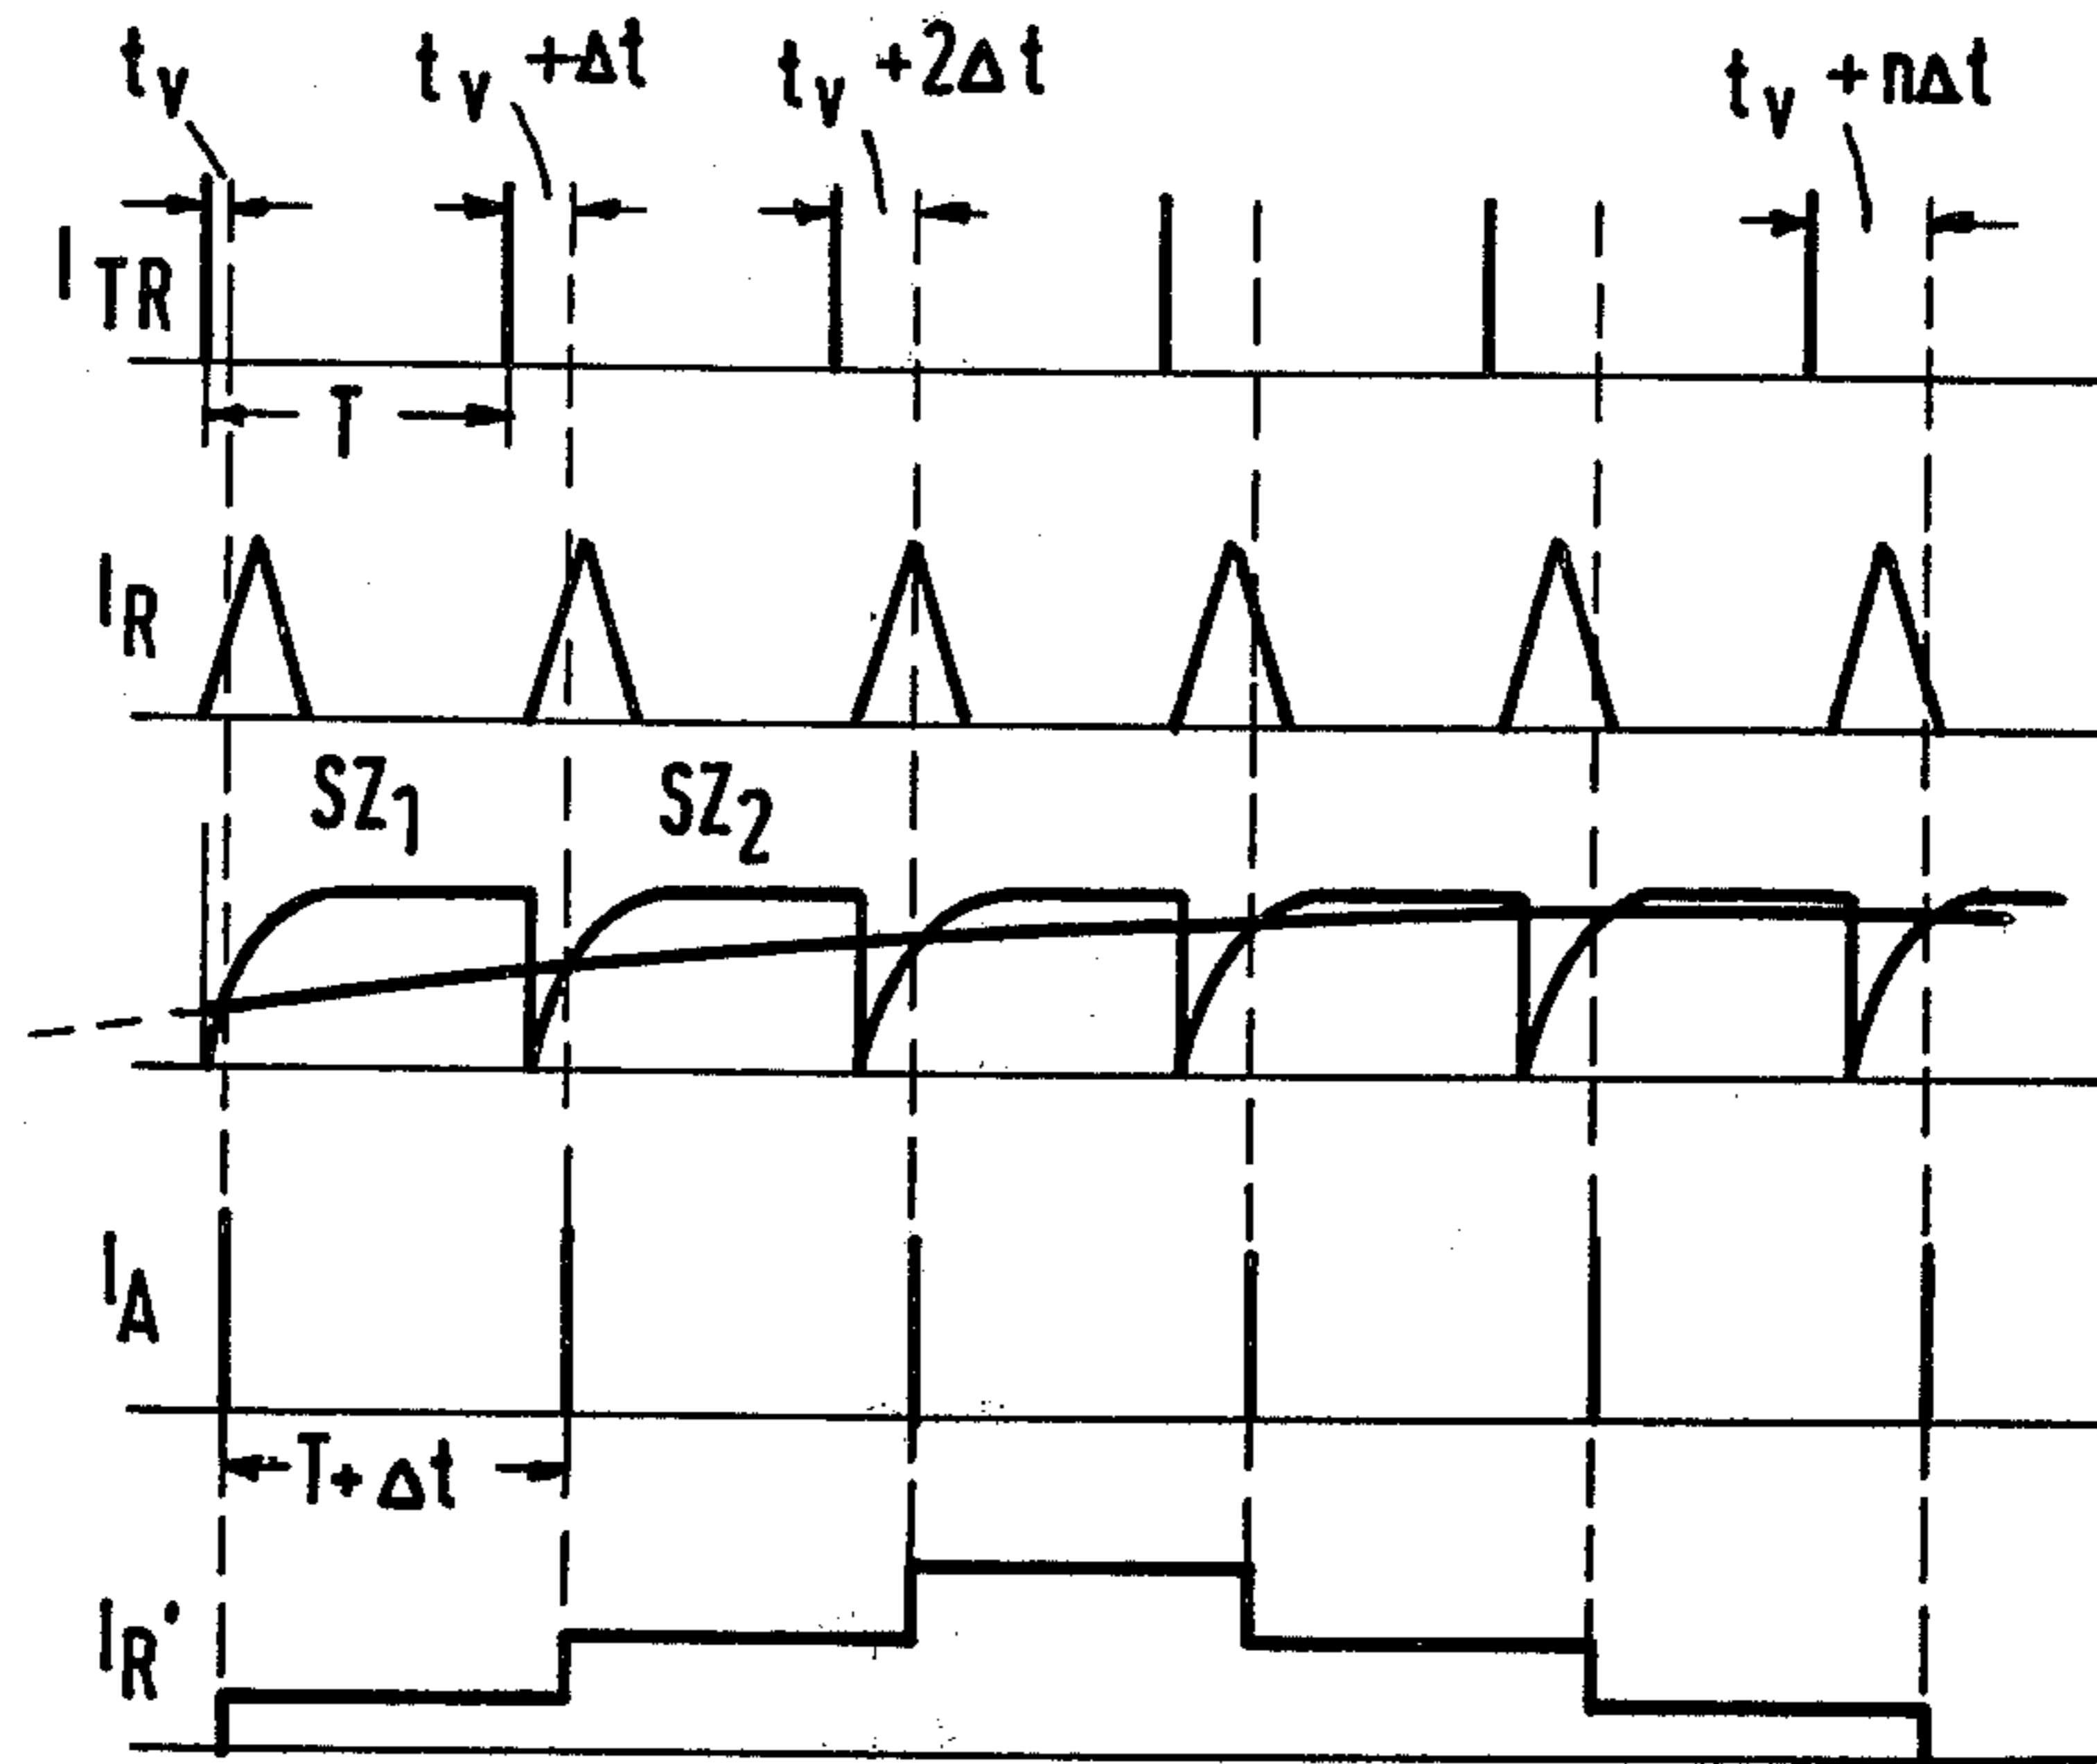 tv
tv +Δt
tv +2Δt
tv +nΔt
ITR
T
IR
SZ1
SZ2
IA
T+Δt
IR'